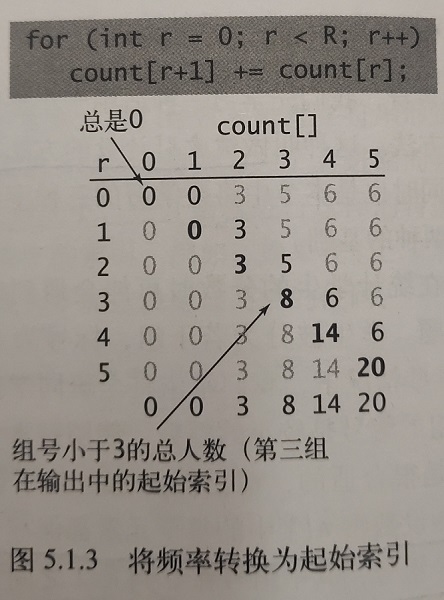 for (int r = 0; r < R; r++)
count[r+1] += count[r];
总是0
count[]
r 0 1 2 3 4 5
0 0 0 3 5 6 6
1 0 0 3 5 6 6
2 0 0 3 5 6 6
3 0 0 3 8 6 6
4 0 0 3 8 14 6
5 0 0 3 8 14 20
0 0 3 8 14 20
组号小于3的总人数（第三组
在输出中的起始索引）
图 5.1.3 将频率转换为起始索引